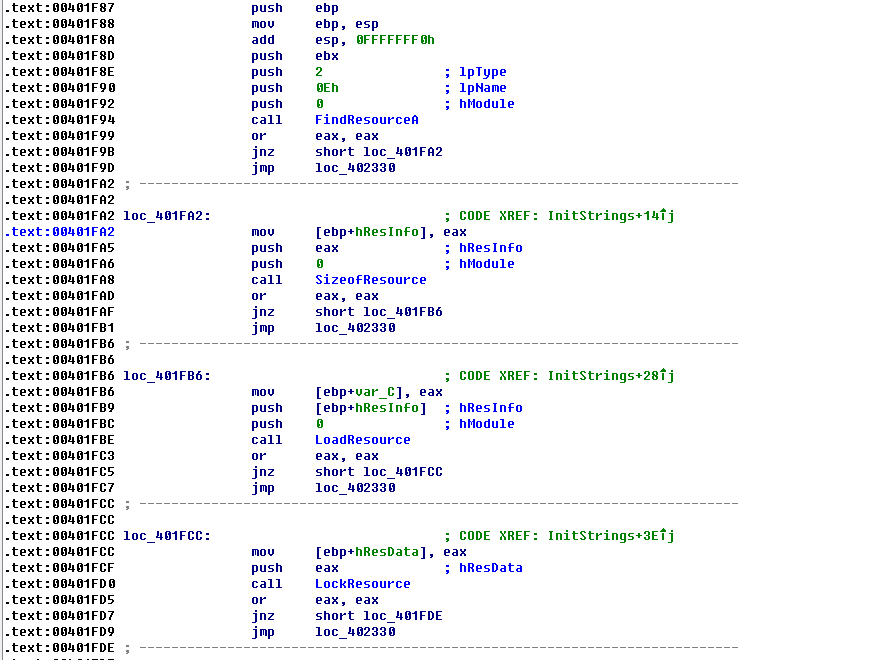 .text:00401F87 push ebp
.text:00401F88 mov ebp, esp
.text:00401F8A add esp, 0FFFFFFF0h
.text:00401F8D push ebx
.text:00401F8E push 2 ; lpType
.text:00401F90 push 0Eh ; lpName
.text:00401F92 push 0 ; hModule
.text:00401F94 call FindResourceA
.text:00401F99 or eax, eax
.text:00401F9B jnz short loc_401FA2
.text:00401F9D jmp loc_402330
.text:00401FA2 ; ---------------------------------------------------------------------------
.text:00401FA2
.text:00401FA2 loc_401FA2: ; CODE XREF: InitStrings+14↑j
.text:00401FA2 mov [ebp+hResInfo], eax
.text:00401FA5 push eax ; hResInfo
.text:00401FA6 push 0 ; hModule
.text:00401FA8 call SizeofResource
.text:00401FAD or eax, eax
.text:00401FAF jnz short loc_401FB6
.text:00401FB1 jmp loc_402330
.text:00401FB6 ; ---------------------------------------------------------------------------
.text:00401FB6
.text:00401FB6 loc_401FB6: ; CODE XREF: InitStrings+28↑j
.text:00401FB6 mov [ebp+var_C], eax
.text:00401FB9 push [ebp+hResInfo] ; hResInfo
.text:00401FBC push 0 ; hModule
.text:00401FBE call LoadResource
.text:00401FC3 or eax, eax
.text:00401FC5 jnz short loc_401FCC
.text:00401FC7 jmp loc_402330
.text:00401FCC ; ---------------------------------------------------------------------------
.text:00401FCC
.text:00401FCC loc_401FCC: ; CODE XREF: InitStrings+3E↑j
.text:00401FCC mov [ebp+hResData], eax
.text:00401FCF push eax ; hResData
.text:00401FD0 call LockResource
.text:00401FD5 or eax, eax
.text:00401FD7 jnz short loc_401FDE
.text:00401FD9 jmp loc_402330
.text:00401FDE ; ---------------------------------------------------------------------------